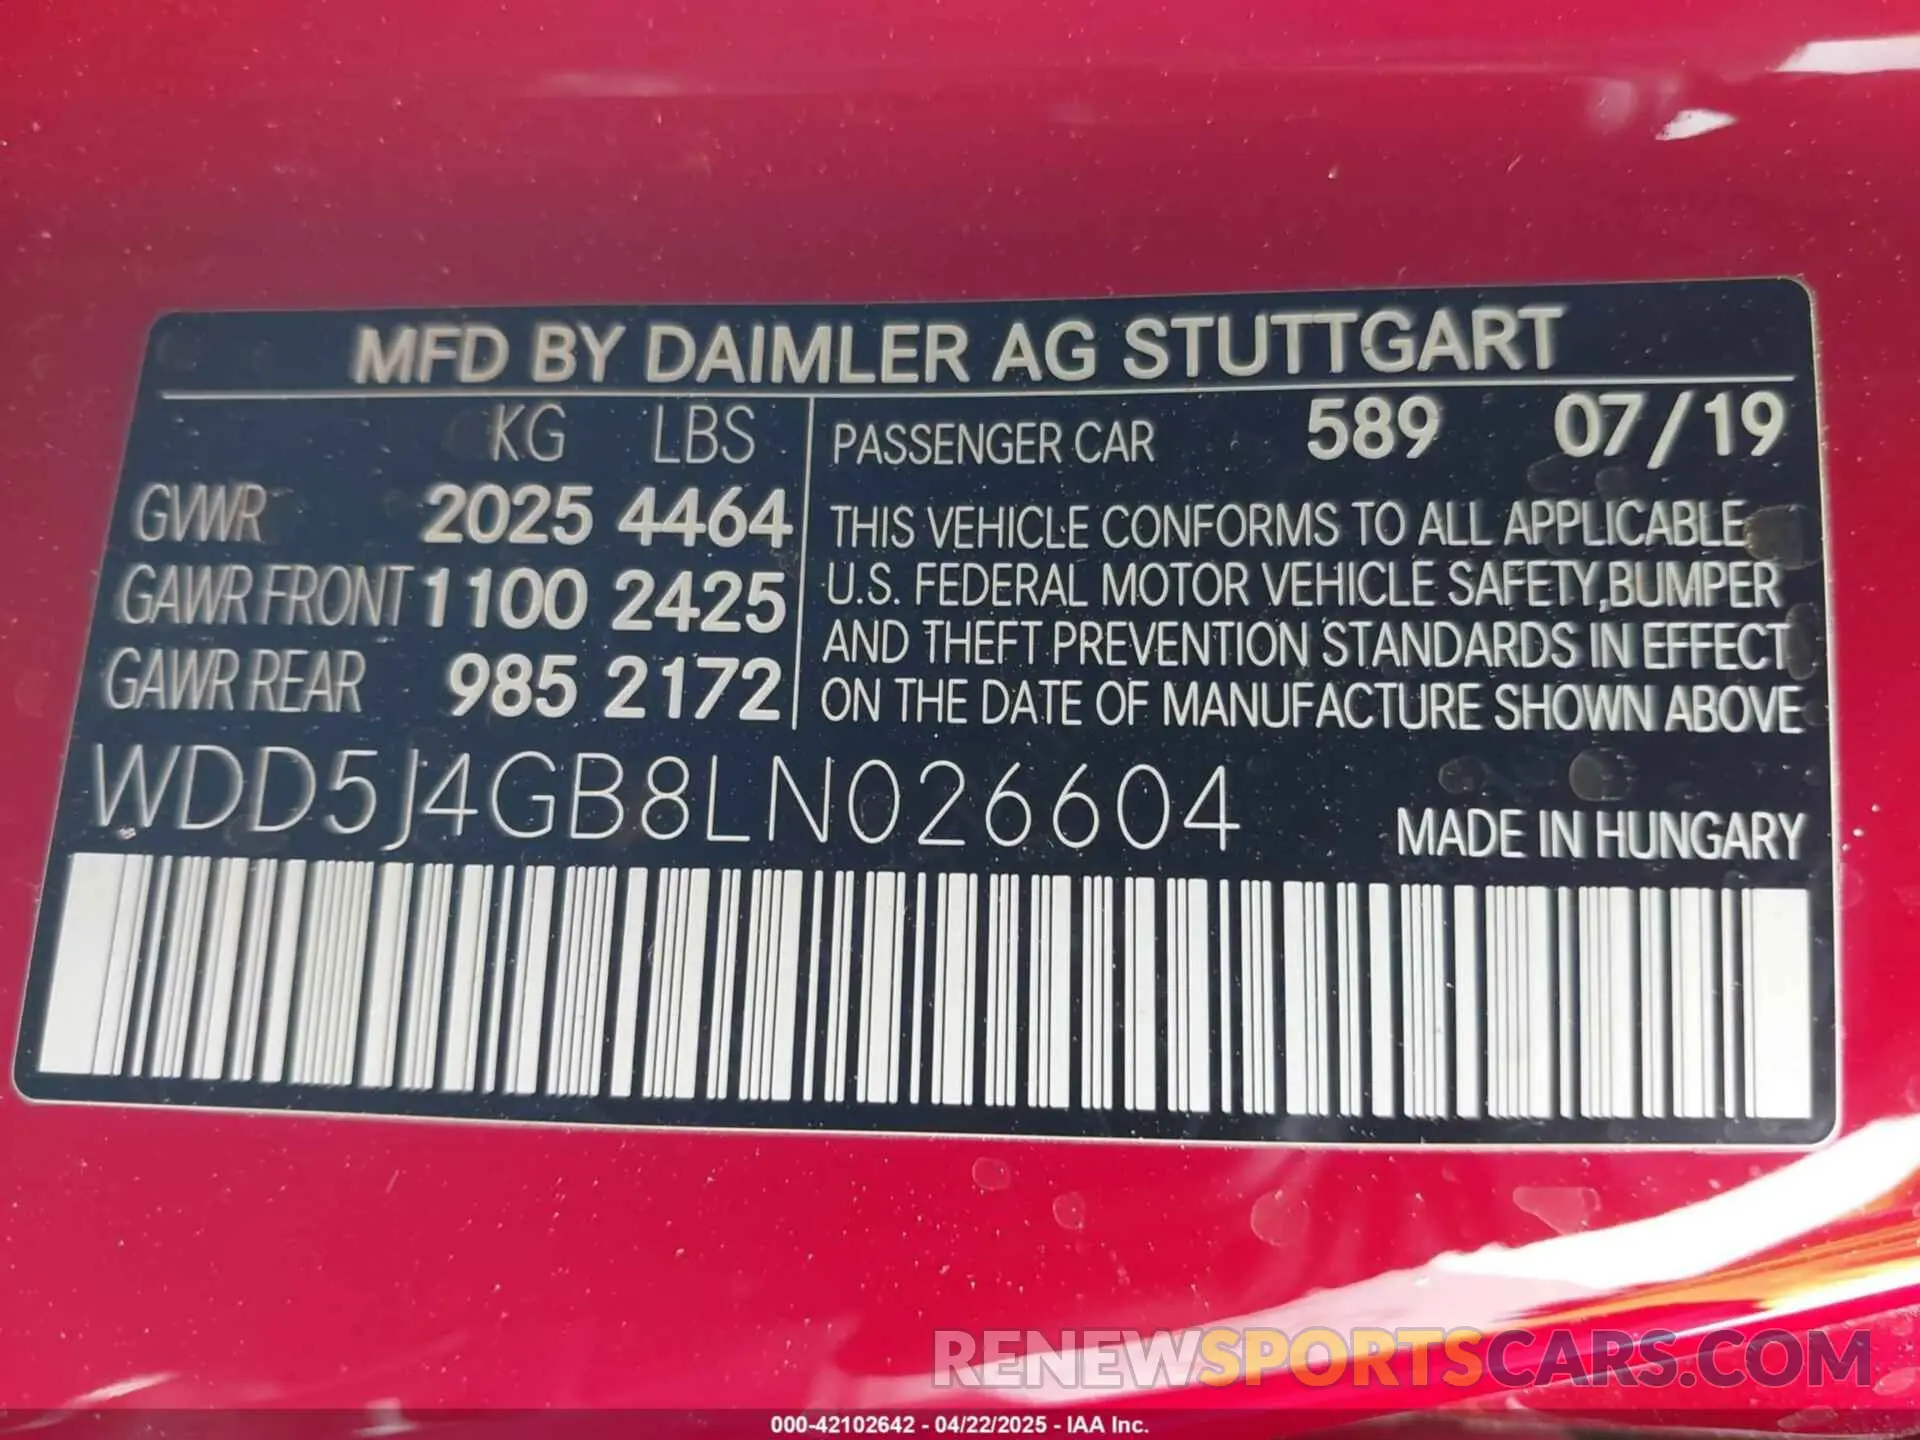 MFD BY DAIMLER AG STUTTGART
KG LBS
GVWR 2025 4464
GAWR FRONT 1100 2425
GAWR REAR 985 2172
PASSENGER CAR 589 07/19
THIS VEHICLE CONFORMS TO ALL APPLICABLE
U.S. FEDERAL MOTOR VEHICLE SAFETY, BUMPER
AND THEFT PREVENTION STANDARDS IN EFFECT
ON THE DATE OF MANUFACTURE SHOWN ABOVE
WDD5J4GB8LN026604
MADE IN HUNGARY
RENEWSPORTSCARS.COM
000-42102642 - 04/22/2025 - IAA Inc.